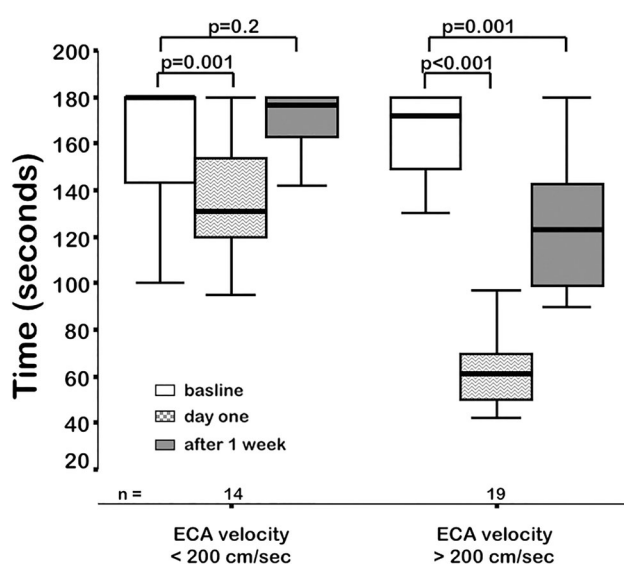 p=0.2
p=0.001
p=0.001
p<0.001
200
180
160
140
120
100
80
60
40
20
Time (seconds)
basline
day one
after 1 week
n =
14
19
ECA velocity
< 200 cm/sec
ECA velocity
> 200 cm/sec